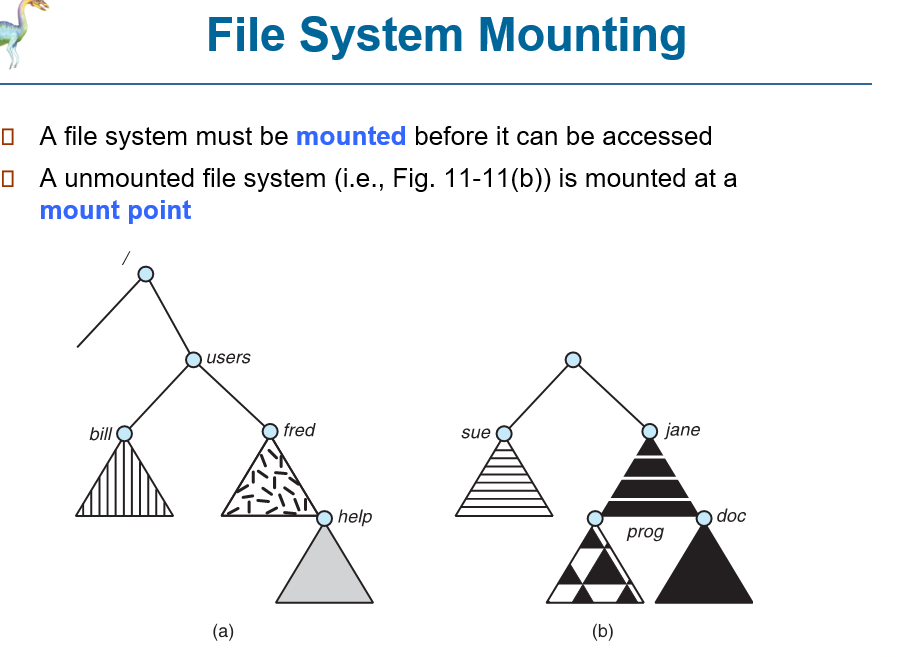 File System Mounting
A file system must be mounted before it can be accessed
A unmounted file system (i.e., Fig. 11-11(b)) is mounted at a
mount point
/
users
bill
fred
help
sue
jane
prog
doc
(a)
(b)